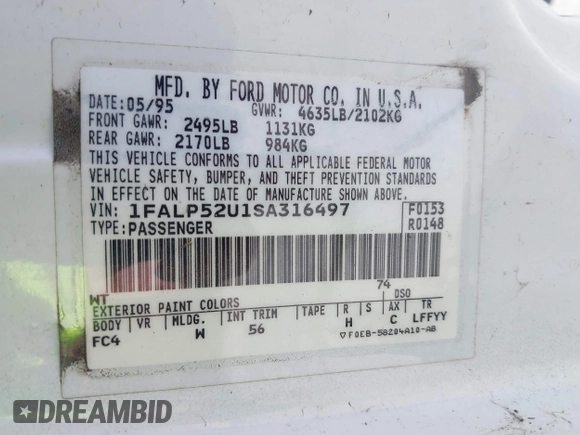 MFD. BY FORD MOTOR CO. IN U.S.A.
DATE: 05/95 GVWR: 4635LB/2102KG
FRONT GAWR: 2495LB 1131KG
REAR GAWR: 2170LB 984KG
THIS VEHICLE CONFORMS TO ALL APPLICABLE FEDERAL MOTOR
VEHICLE SAFETY, BUMPER, AND THEFT PREVENTION STANDARDS
IN EFFECT ON THE DATE OF MANUFACTURE SHOWN ABOVE
VIN: 1FALP52U1SA316497 F0153
TYPE: PASSENGER R0148
WT 74
EXTERIOR PAINT COLORS DSO
BODY VR MLDG. INT TRIM TAPE R S AX TR
FC4 W 56 H C LFFYY
▽F0EB-58204A10-AB
DREAMBID